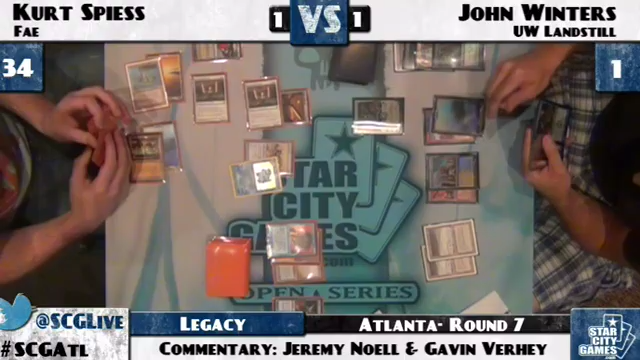 KURT SPIESS
FAE
1 VS 1
JOHN WINTERS
UW LANDSTILL
34
1
STAR
CITY
GAMES
.com
OPEN SERIES
@SCGLIVE
#SCGATL
LEGACY
ATLANTA- ROUND 7
COMMENTARY: JEREMY NOELL & GAVIN VERHEY
STAR CITY
GAMES